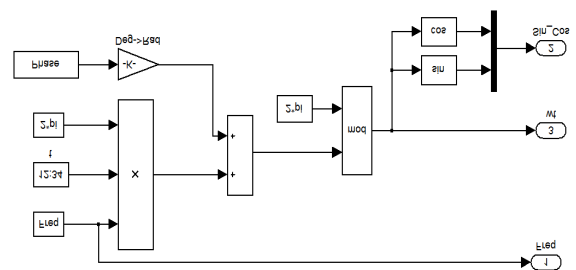 Sin_Cos
cos
2
Deg->Rad
Phase
-K-
sin
2*pi
wt
2*pi
+
mod
3
t
12:34
x
+
Freq
Freq
1